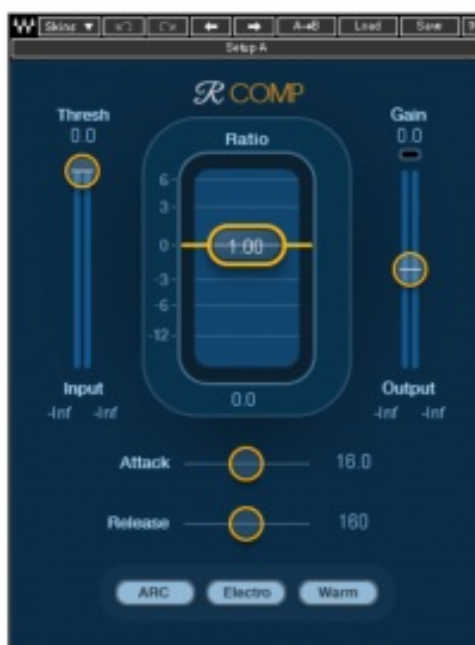 Skins
A→B Load Save ?
Setup A
R COMP
Thresh
0.0
Ratio
Gain
0.0
6
3
0
1.00
-3
-6
-12
Input
-Inf -Inf
0.0
Output
-Inf -Inf
Attack 16.0
Release 160
ARC Electro Warm